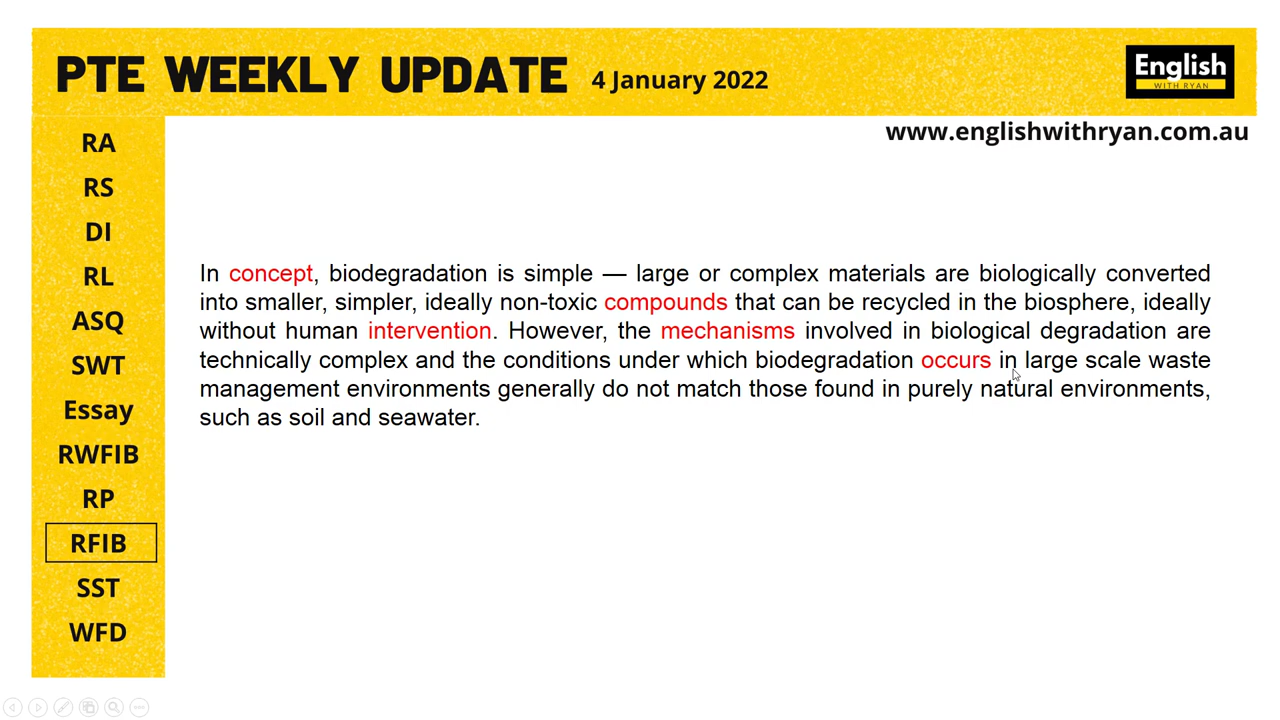 PTE WEEKLY UPDATE 4 January 2022
English
WITH RYAN
www.englishwithryan.com.au
RA
RS
DI
RL
ASQ
SWT
Essay
RWFIB
RP
RFIB
SST
WFD
In concept, biodegradation is simple — large or complex materials are biologically converted
into smaller, simpler, ideally non-toxic compounds that can be recycled in the biosphere, ideally
without human intervention. However, the mechanisms involved in biological degradation are
technically complex and the conditions under which biodegradation occurs in large scale waste
management environments generally do not match those found in purely natural environments,
such as soil and seawater.